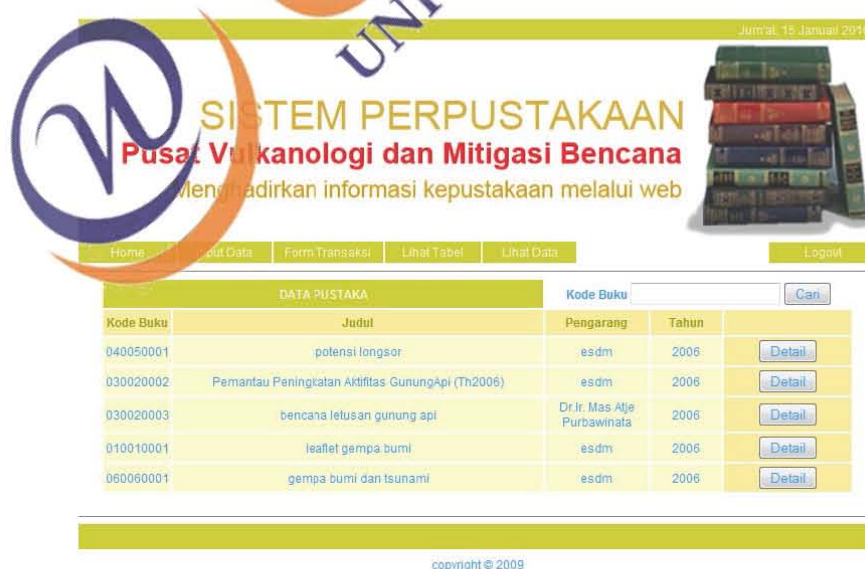 UNI
Jum'at, 15 Januari 201
SISTEM PERPUSTAKAAN
Pusat Vulkanologi dan Mitigasi Bencana
Menghadirkan informasi kepustakaan melalui web
Home Input Data Form Transaksi Lihat Tabel Lihat Data Logout
DATA PUSTAKA Kode Buku Cari
Kode Buku Judul Pengarang Tahun
040050001 potensi longsor esdm 2006 Detail
030020002 Pemantau Peningkatan Aktifitas GunungApi (Th2006) esdm 2006 Detail
030020003 bencana letusan gunung api Dr.Ir. Mas Atje Purbawinata 2006 Detail
010010001 leaflet gempa bumi esdm 2006 Detail
060060001 gempa bumi dan tsunami esdm 2006 Detail
copyright © 2009